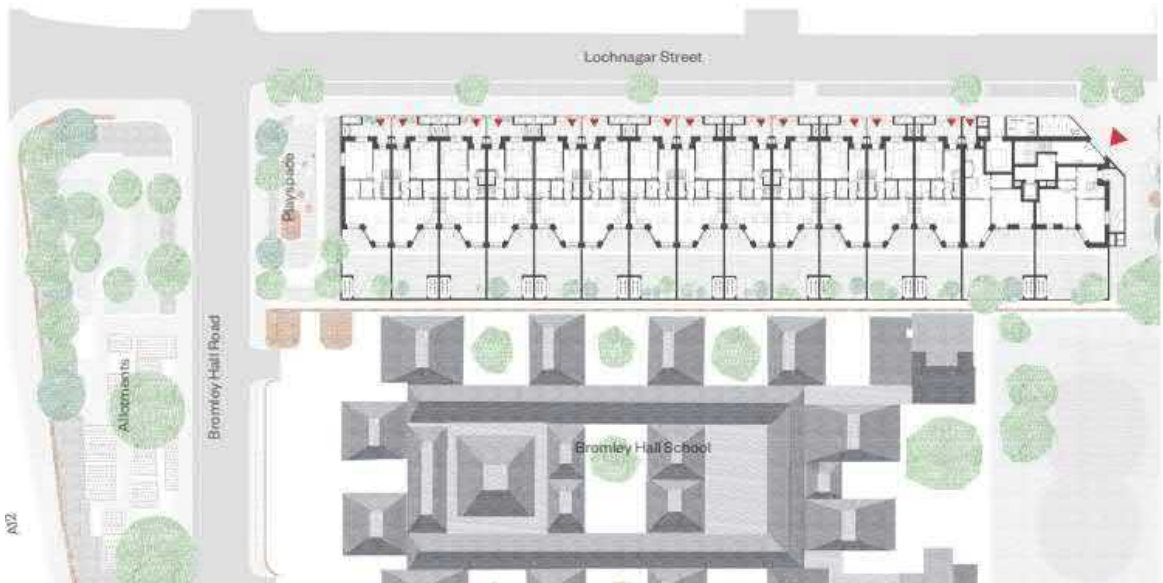 Lochnagar Street
Playspace
Bromley Hall Road
Allotments
Bromley Hall School
A12